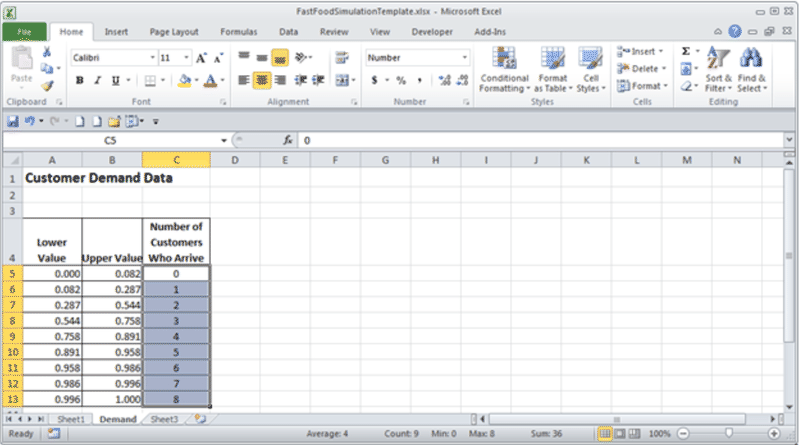 FastFoodSimulationTemplate.xlsx - Microsoft Excel
File Home Insert Page Layout Formulas Data Review View Developer Add-Ins
Paste
Calibri 11
B I U
A A
Number
$ % ,
Conditional Formatting
Format as Table
Cell Styles
Insert
Delete
Format
Σ
Sort & Filter
Find & Select
Clipboard Font Alignment Number Styles Cells Editing
C5 fx 0
A B C D E F G H I J K L M N
1 Customer Demand Data
2
3
4 Lower Value Upper Value Number of Customers Who Arrive
5 0.000 0.082 0
6 0.082 0.287 1
7 0.287 0.544 2
8 0.544 0.758 3
9 0.758 0.891 4
10 0.891 0.958 5
11 0.958 0.986 6
12 0.986 0.996 7
13 0.996 1.000 8
Sheet1 Demand Sheet3
Ready Average: 4 Count: 9 Min: 0 Max: 8 Sum: 36 100%